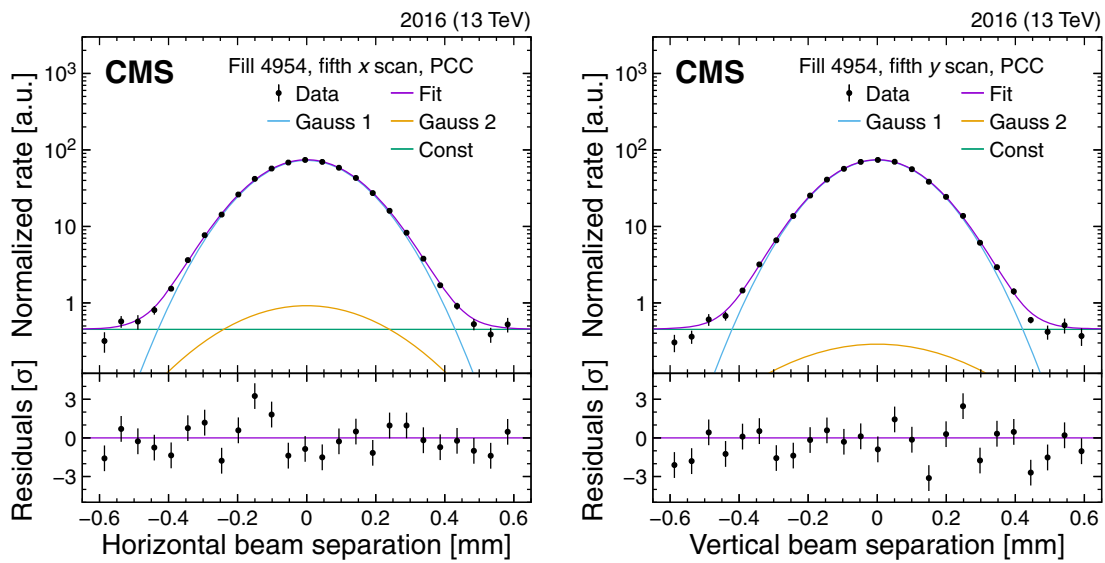 2016 (13 TeV)
CMS
Fill 4954, fifth x scan, PCC
Data
Fit
Gauss 1
Gauss 2
Const
Normalized rate [a.u.]
10³
10²
10
1
Residuals [σ]
3
0
−3
−0.6 −0.4 −0.2 0 0.2 0.4 0.6
Horizontal beam separation [mm]
2016 (13 TeV)
CMS
Fill 4954, fifth y scan, PCC
Data
Fit
Gauss 1
Gauss 2
Const
Normalized rate [a.u.]
10³
10²
10
1
Residuals [σ]
3
0
−3
−0.6 −0.4 −0.2 0 0.2 0.4 0.6
Vertical beam separation [mm]